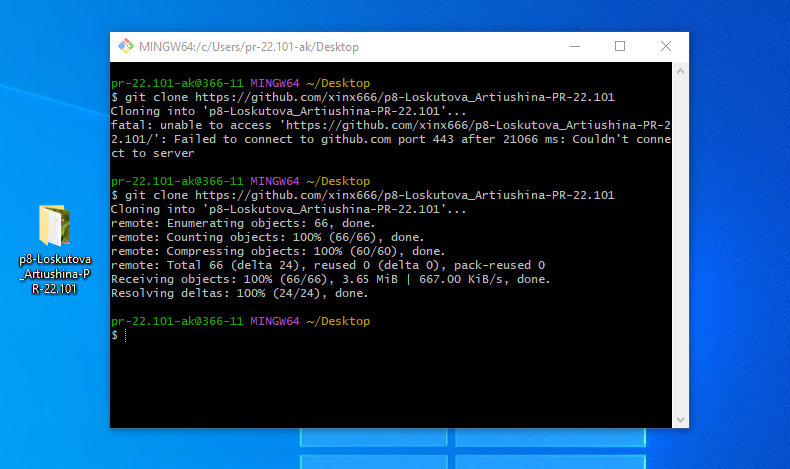 MINGW64:/c/Users/pr-22.101-ak/Desktop
pr-22.101-ak@366-11 MINGW64 ~/Desktop
$ git clone https://github.com/xinx666/p8-Loskutova_Artiushina-PR-22.101
Cloning into 'p8-Loskutova_Artiushina-PR-22.101'...
fatal: unable to access 'https://github.com/xinx666/p8-Loskutova_Artiushina-PR-2
2.101/': Failed to connect to github.com port 443 after 21066 ms: Couldn't conne
ct to server
pr-22.101-ak@366-11 MINGW64 ~/Desktop
$ git clone https://github.com/xinx666/p8-Loskutova_Artiushina-PR-22.101
Cloning into 'p8-Loskutova_Artiushina-PR-22.101'...
remote: Enumerating objects: 66, done.
remote: Counting objects: 100% (66/66), done.
remote: Compressing objects: 100% (60/60), done.
remote: Total 66 (delta 24), reused 0 (delta 0), pack-reused 0
Receiving objects: 100% (66/66), 3.65 MiB | 667.00 KiB/s, done.
Resolving deltas: 100% (24/24), done.
pr-22.101-ak@366-11 MINGW64 ~/Desktop
$
p8-Loskutova
_Artiushina-P
R-22.101